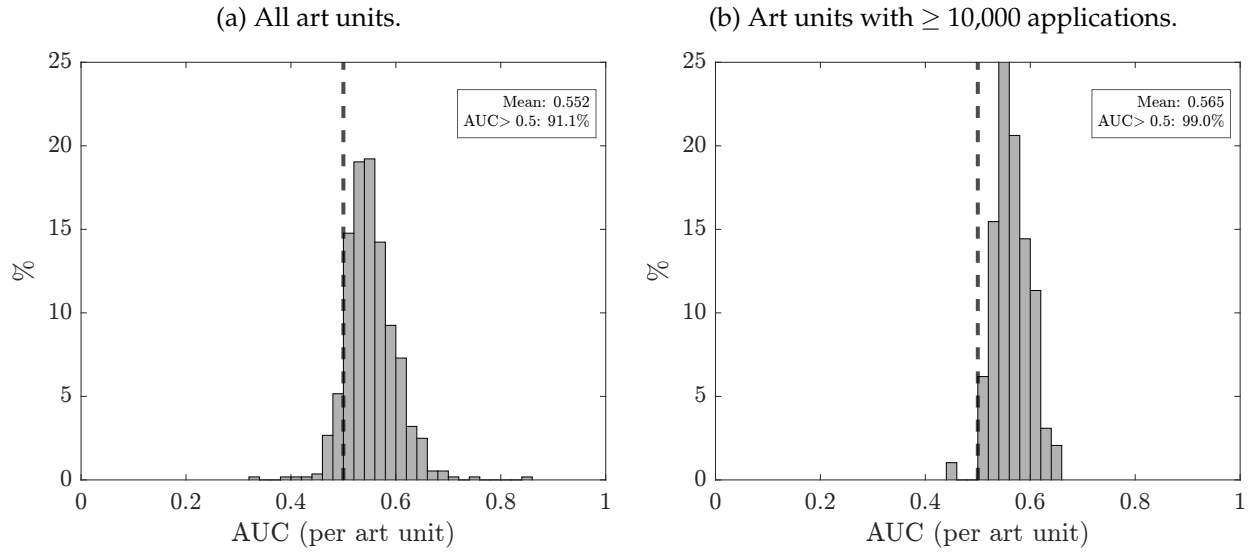 (a) All art units.
25
20
15
10
5
0
%
Mean: 0.552
AUC> 0.5: 91.1%
0 0.2 0.4 0.6 0.8 1
AUC (per art unit)
(b) Art units with ≥ 10,000 applications.
25
20
15
10
5
0
%
Mean: 0.565
AUC> 0.5: 99.0%
0 0.2 0.4 0.6 0.8 1
AUC (per art unit)